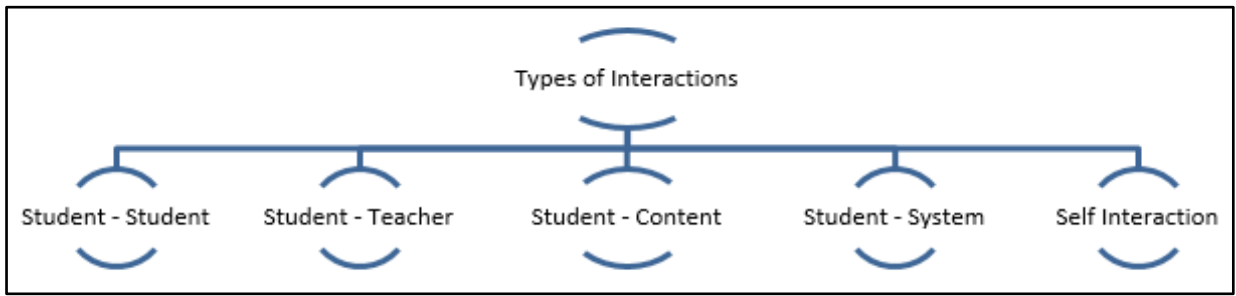 Types of Interactions
Student - Student
Student - Teacher
Student - Content
Student - System
Self Interaction